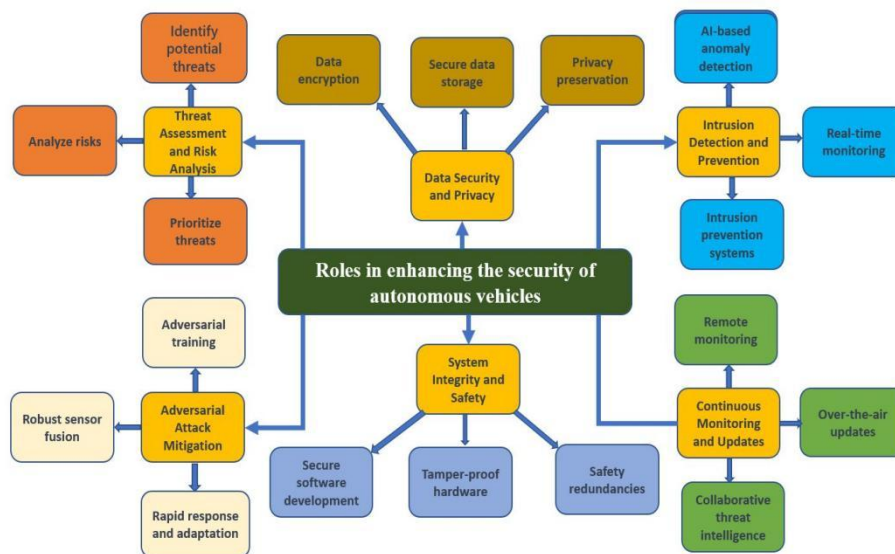 Identify
potential
threats
Analyze risks
Threat
Assessment
and Risk
Analysis
Prioritize
threats
Data
encryption
Secure data
storage
Privacy
preservation
Data Security
and Privacy
AI-based
anomaly
detection
Intrusion
Detection and
Prevention
Real-time
monitoring
Intrusion
prevention
systems
Roles in enhancing the security of
autonomous vehicles
Adversarial
training
Robust sensor
fusion
Adversarial
Attack
Mitigation
Rapid response
and adaptation
System
Integrity and
Safety
Secure
software
development
Tamper-proof
hardware
Safety
redundancies
Remote
monitoring
Continuous
Monitoring
and Updates
Over-the-air
updates
Collaborative
threat
intelligence